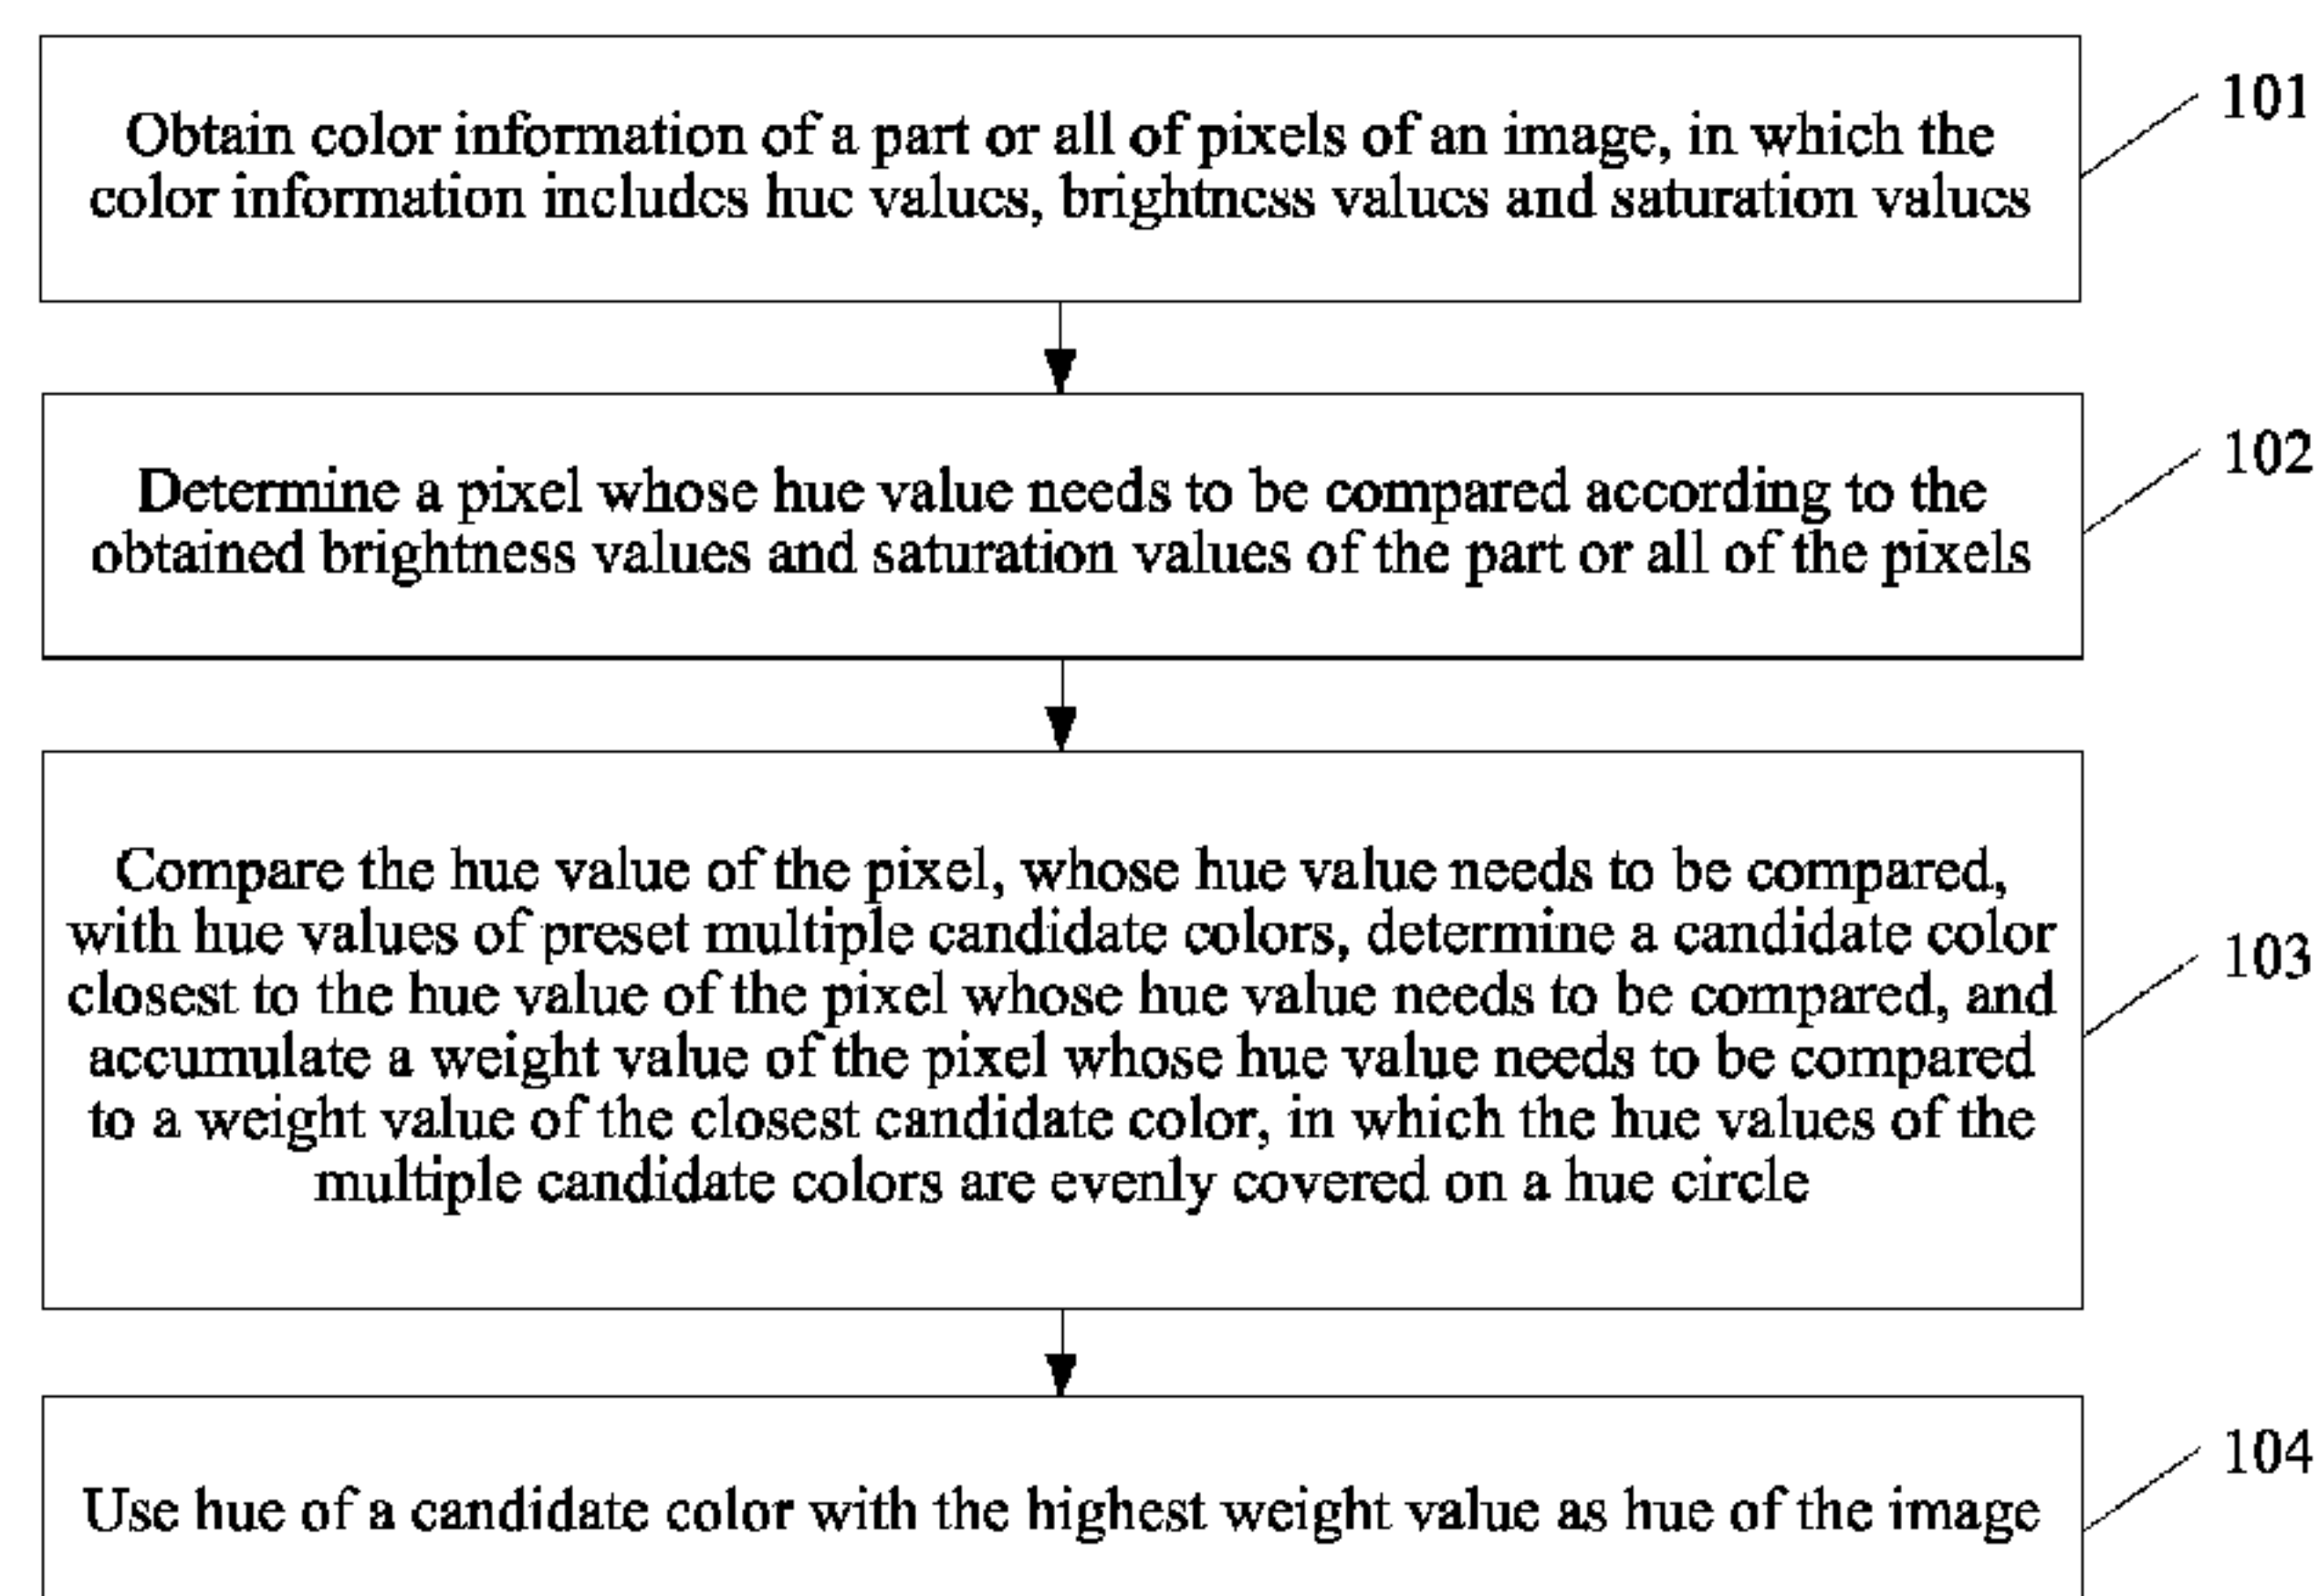 Obtain color information of a part or all of pixels of an image, in which the
color information includes hue values, brightness values and saturation values
101
Determine a pixel whose hue value needs to be compared according to the
obtained brightness values and saturation values of the part or all of the pixels
102
Compare the hue value of the pixel, whose hue value needs to be compared,
with hue values of preset multiple candidate colors, determine a candidate color
closest to the hue value of the pixel whose hue value needs to be compared, and
accumulate a weight value of the pixel whose hue value needs to be compared
to a weight value of the closest candidate color, in which the hue values of the
multiple candidate colors are evenly covered on a hue circle
103
Use hue of a candidate color with the highest weight value as hue of the image
104